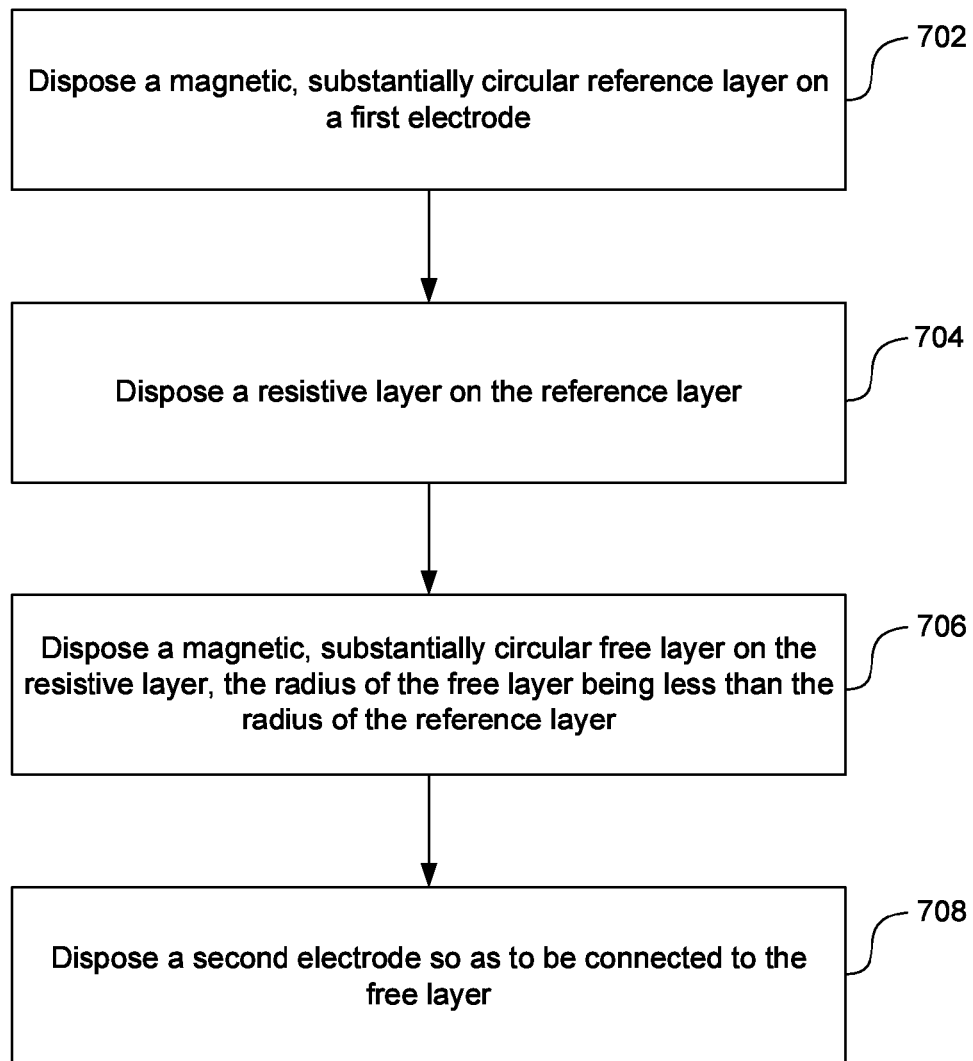 702
Dispose a magnetic, substantially circular reference layer on
a first electrode
704
Dispose a resistive layer on the reference layer
706
Dispose a magnetic, substantially circular free layer on the
resistive layer, the radius of the free layer being less than the
radius of the reference layer
708
Dispose a second electrode so as to be connected to the
free layer